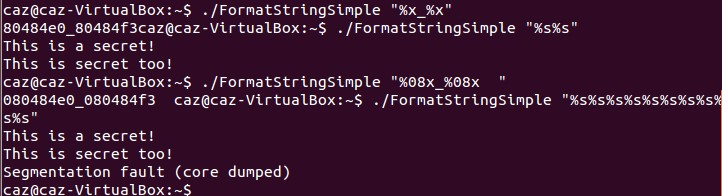 caz@caz-VirtualBox:~$ ./FormatStringSimple "%x_%x"
80484e0_80484f3caz@caz-VirtualBox:~$ ./FormatStringSimple "%s%s"
This is a secret!
This is secret too!
caz@caz-VirtualBox:~$ ./FormatStringSimple "%08x_%08x  "
080484e0_080484f3  caz@caz-VirtualBox:~$ ./FormatStringSimple "%s%s%s%s%s%s%s%s%s%
s%s"
This is a secret!
This is secret too!
Segmentation fault (core dumped)
caz@caz-VirtualBox:~$